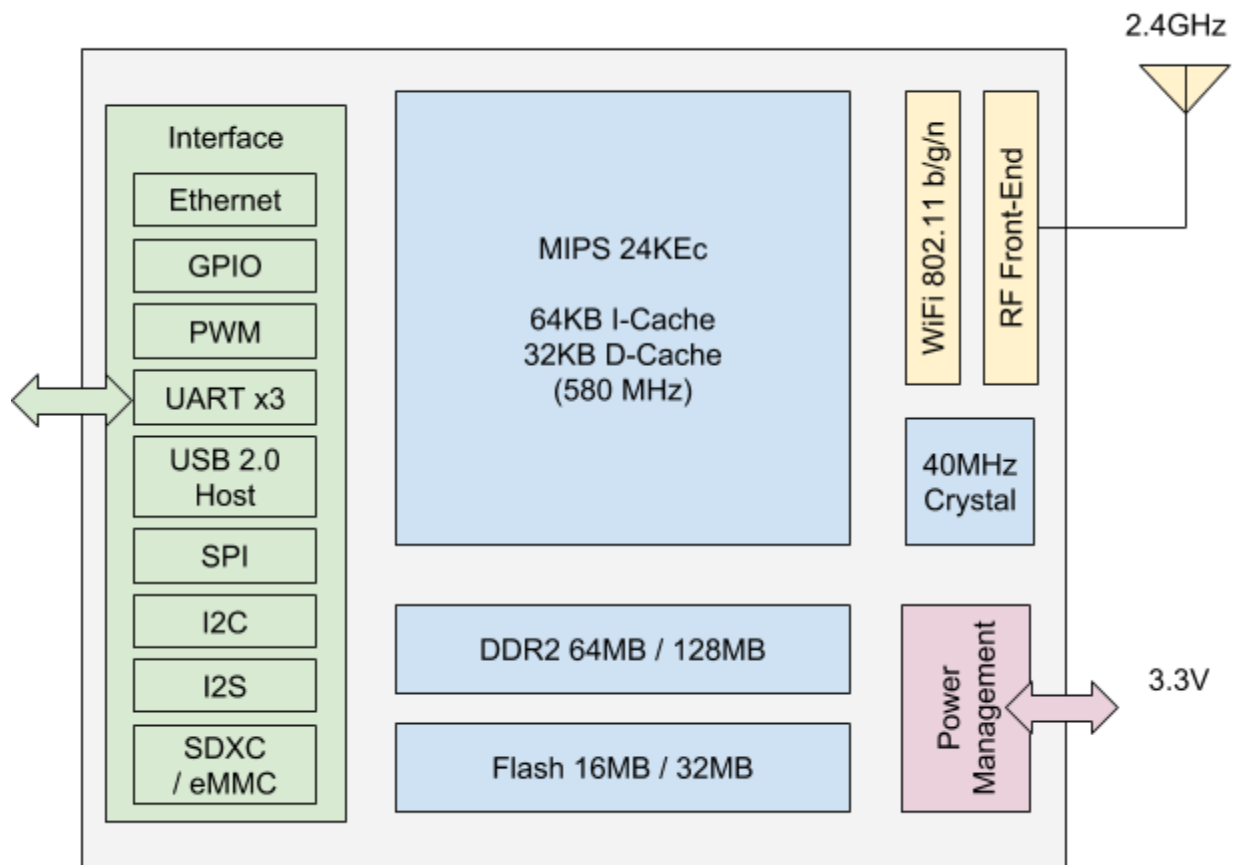 2.4GHz
Interface
Ethernet
GPIO
PWM
UART x3
USB 2.0
Host
SPI
I2C
I2S
SDXC
/ eMMC
MIPS 24KEc
64KB I-Cache
32KB D-Cache
(580 MHz)
DDR2 64MB / 128MB
Flash 16MB / 32MB
WiFi 802.11 b/g/n
RF Front-End
40MHz
Crystal
Power
Management
3.3V